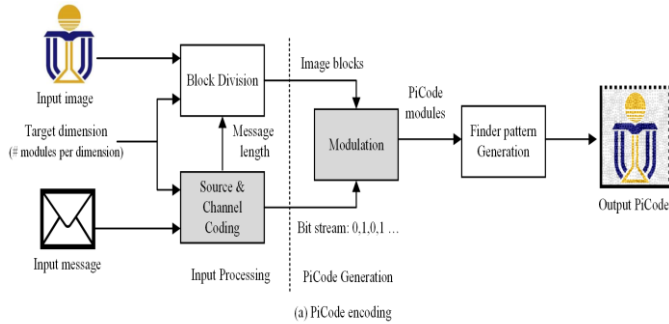 Input image
Target dimension
(# modules per dimension)
Input message
Block Division
Message
length
Source &
Channel
Coding
Input Processing
Image blocks
Modulation
Bit stream: 0,1,0,1 ...
PiCode Generation
PiCode
modules
Finder pattern
Generation
Output PiCode
(a) PiCode encoding